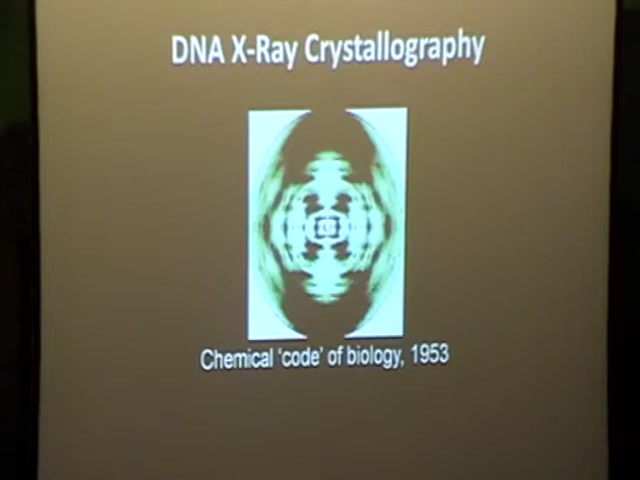 DNA X-Ray Crystallography
Chemical 'code' of biology, 1953